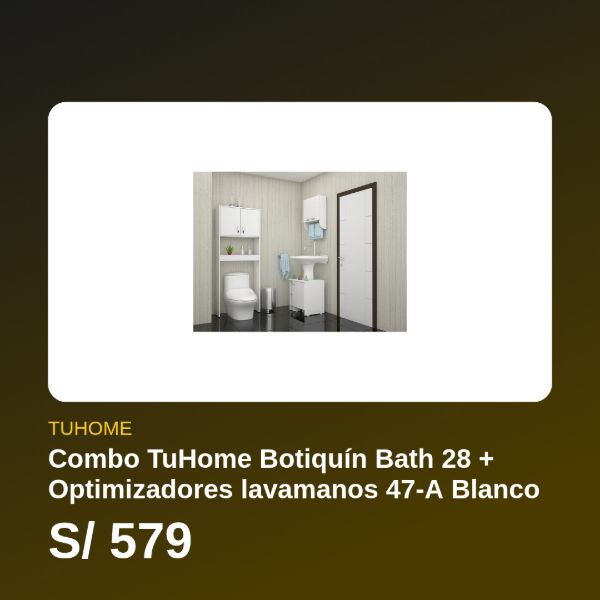 TUHOME
Combo TuHome Botiquín Bath 28 +
Optimizadores lavamanos 47-A Blanco
S/ 579